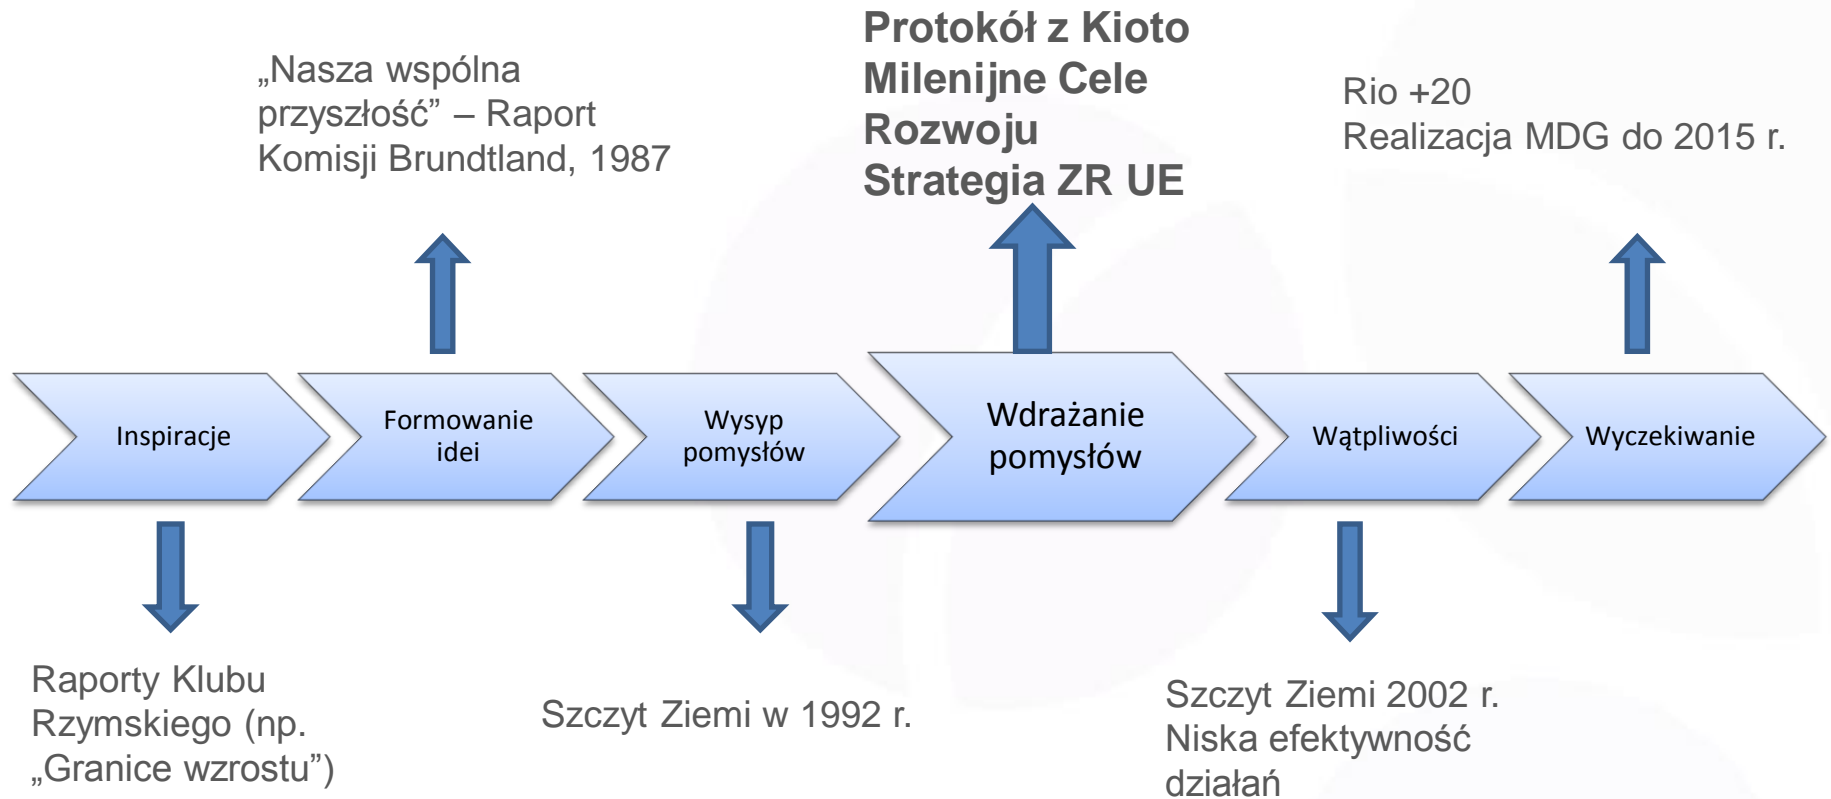 „Nasza wspólna
przyszłość” – Raport
Komisji Brundtland, 1987
Protokół z Kioto
Milenijne Cele
Rozwoju
Strategia ZR UE
Rio +20
Realizacja MDG do 2015 r.
Inspiracje
Formowanie
idei
Wysyp
pomysłów
Wdrażanie
pomysłów
Wątpliwości
Wyczekiwanie
Raporty Klubu
Rzymskiego (np.
„Granice wzrostu”)
Szczyt Ziemi w 1992 r.
Szczyt Ziemi 2002 r.
Niska efektywność
działań